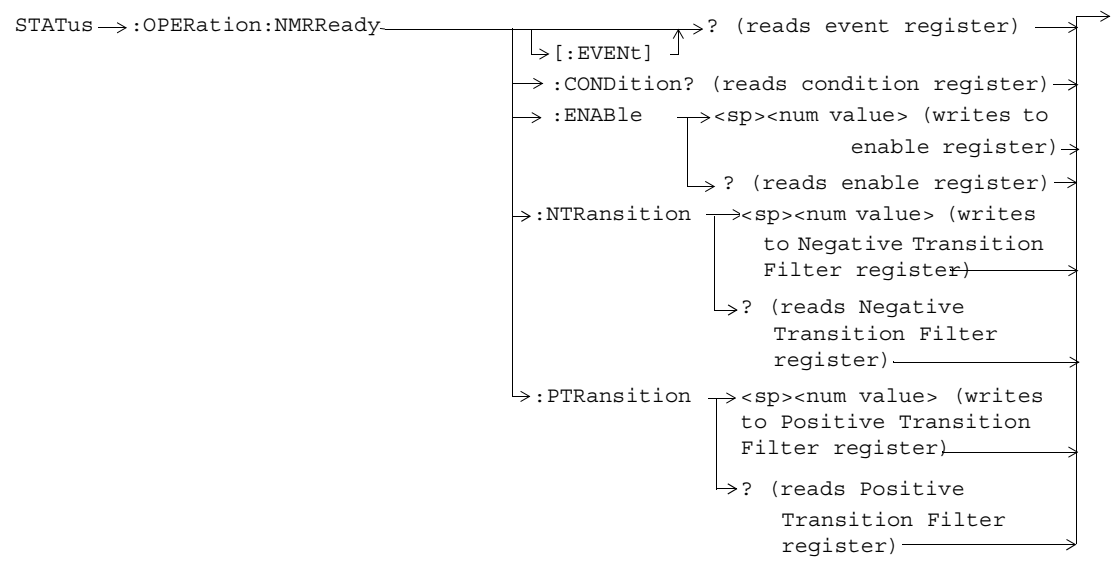 STATus :OPERation:NMRReady ? (reads event register)
[:EVENt]
:CONDition? (reads condition register)
:ENABle <sp><num value> (writes to
enable register)
? (reads enable register)
:NTRansition <sp><num value> (writes
to Negative Transition
Filter register)
? (reads Negative
Transition Filter
register)
:PTRansition <sp><num value> (writes
to Positive Transition
Filter register)
? (reads Positive
Transition Filter
register)